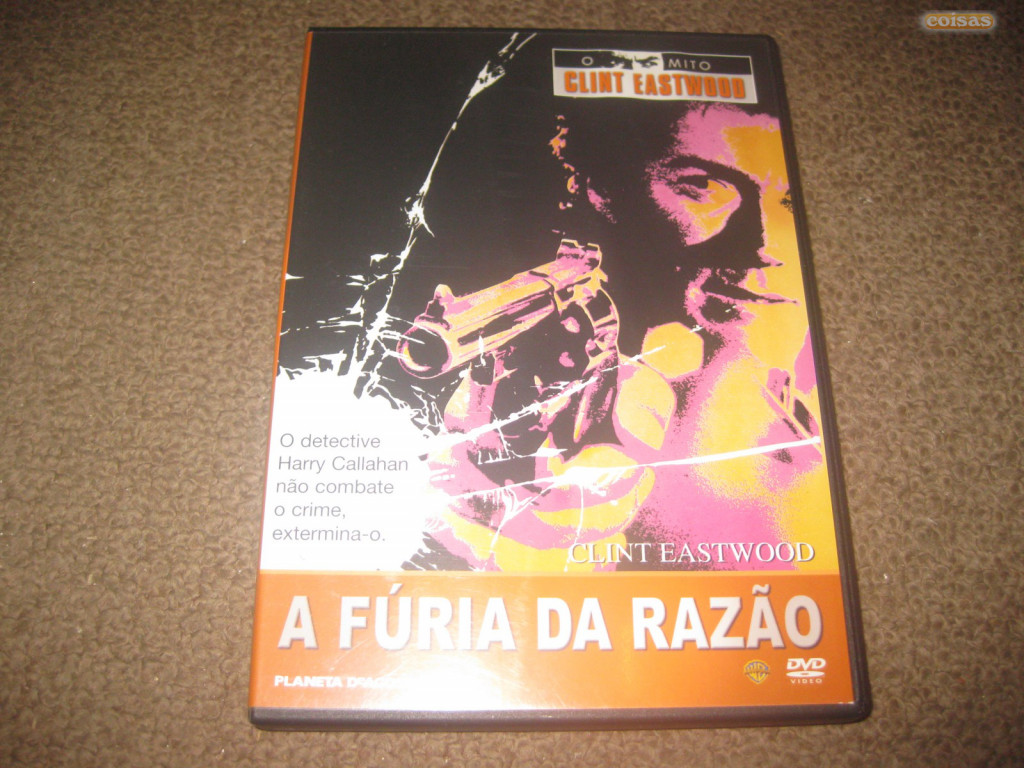 coisas
O MITO
CLINT EASTWOOD
O detective
Harry Callahan
não combate
o crime,
extermina-o.
CLINT EASTWOOD
A FÚRIA DA RAZÃO
PLANETA
DVD
VIDEO